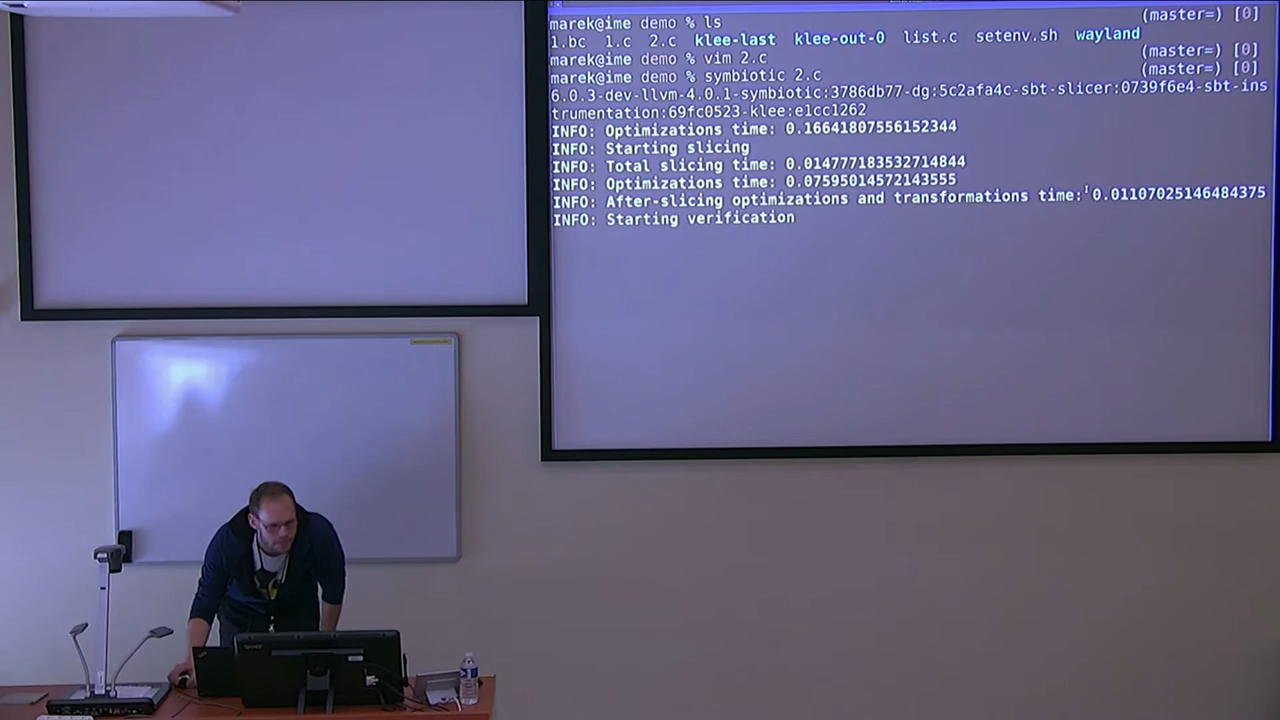 marek@ime demo % ls (master=) [0]
1.bc 1.c 2.c klee-last klee-out-0 list.c setenv.sh wayland
marek@ime demo % vim 2.c (master=) [0]
marek@ime demo % symbiotic 2.c (master=) [0]
6.0.3-dev-llvm-4.0.1-symbiotic:3786db77-dg:5c2afa4c-sbt-slicer:0739f6e4-sbt-ins
trumentation:69fc0523-klee:e1cc1262
INFO: Optimizations time: 0.16641807556152344
INFO: Starting slicing
INFO: Total slicing time: 0.014777183532714844
INFO: Optimizations time: 0.07595014572143555
INFO: After-slicing optimizations and transformations time: 0.01107025146484375
INFO: Starting verification